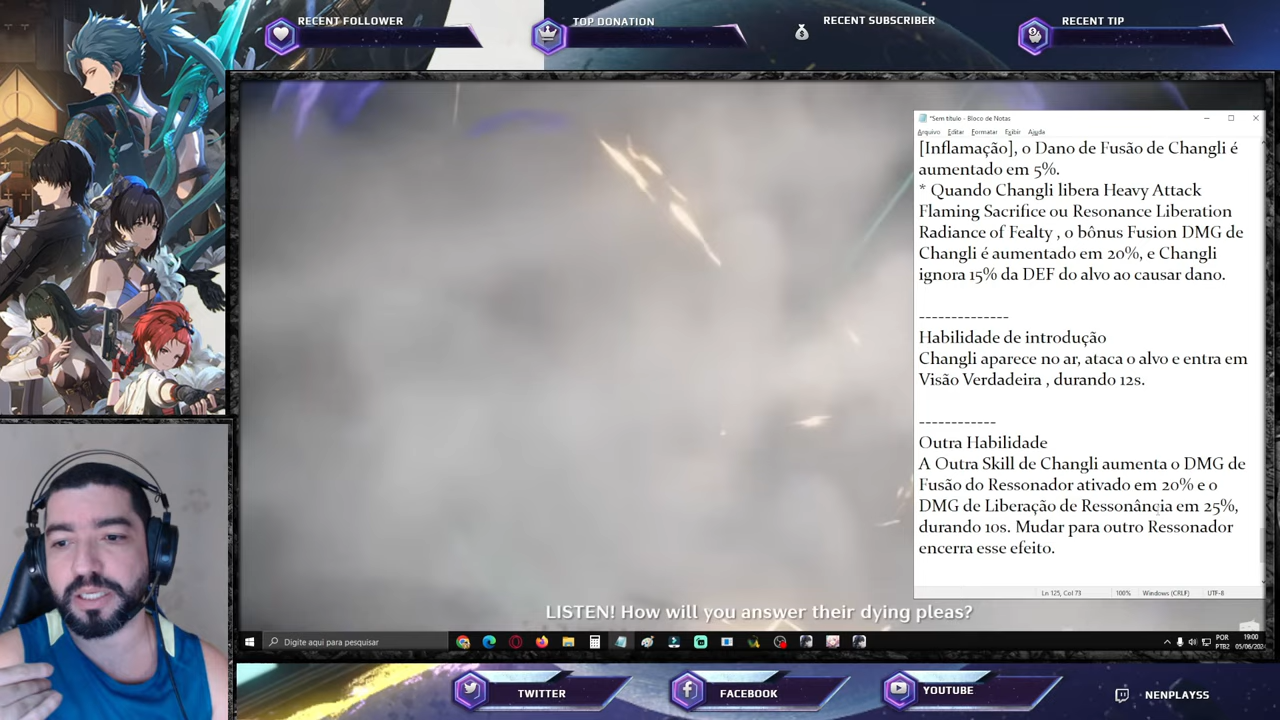 RECENT FOLLOWER
TOP DONATION
RECENT SUBSCRIBER
RECENT TIP
*Sem título - Bloco de Notas
Arquivo Editar Formatar Exibir Ajuda
[Inflamação], o Dano de Fusão de Changli é
aumentado em 5%.
* Quando Changli libera Heavy Attack
Flaming Sacrifice ou Resonance Liberation
Radiance of Fealty , o bônus Fusion DMG de
Changli é aumentado em 20%, e Changli
ignora 15% da DEF do alvo ao causar dano.
--------------
Habilidade de introdução
Changli aparece no ar, ataca o alvo e entra em
Visão Verdadeira , durando 12s.
------------
Outra Habilidade
A Outra Skill de Changli aumenta o DMG de
Fusão do Ressonador ativado em 20% e o
DMG de Liberação de Ressonância em 25%,
durando 10s. Mudar para outro Ressonador
encerra esse efeito.
Ln 125, Col 73 100% Windows (CRLF) UTF-8
LISTEN! How will you answer their dying pleas?
Digite aqui para pesquisar
POR
PTB2
19:00
TWITTER
FACEBOOK
YOUTUBE
NENPLAYSS